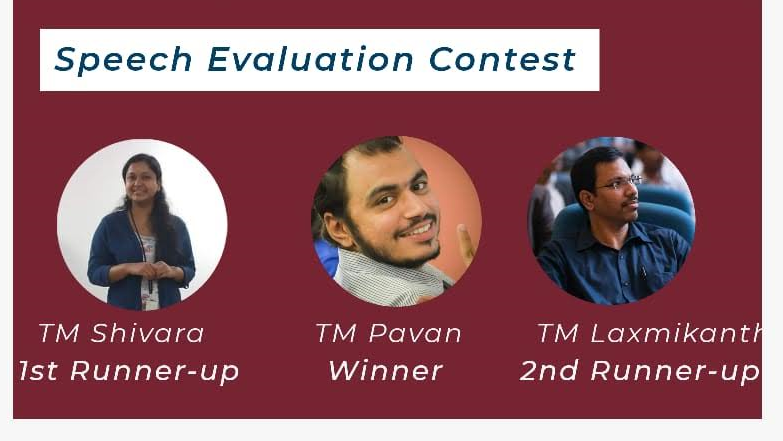 Speech Evaluation Contest
TM Shivara
1st Runner-up
TM Pavan
Winner
TM Laxmikanth
2nd Runner-up